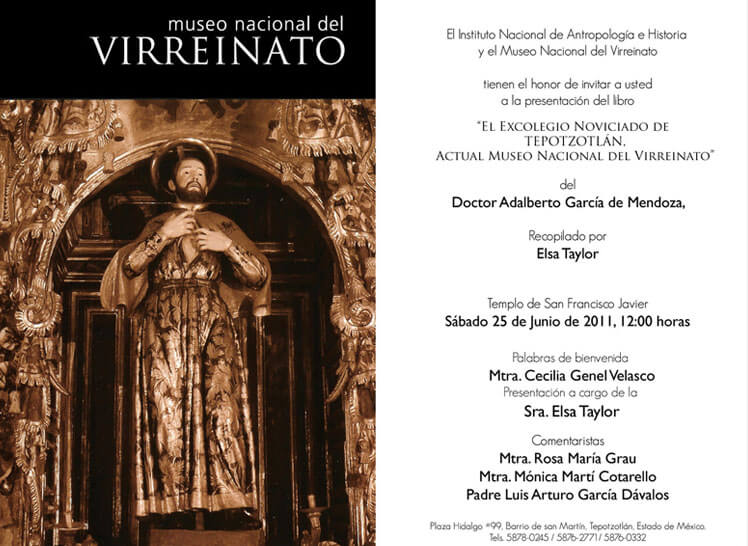 museo nacional del
VIRREINATO
El Instituto Nacional de Antropología e Historia
y el Museo Nacional del Virreinato
tienen el honor de invitar a usted
a la presentación del libro
“El Excolegio Noviciado de
TEPOTZOTLÁN,
Actual Museo Nacional del Virreinato”
del
Doctor Adalberto García de Mendoza,
Recopilado por
Elsa Taylor
Templo de San Francisco Javier
Sábado 25 de Junio de 2011, 12:00 horas
Palabras de bienvenida
Mtra. Cecilia Genel Velasco
Presentación a cargo de la
Sra. Elsa Taylor
Comentaristas
Mtra. Rosa María Grau
Mtra. Mónica Martí Cotarello
Padre Luis Arturo García Dávalos
Plaza Hidalgo #99, Barrio de san Martín, Tepotzotlán, Estado de México.
Tels. 5878-0245 / 5876-2771/ 5876-0332